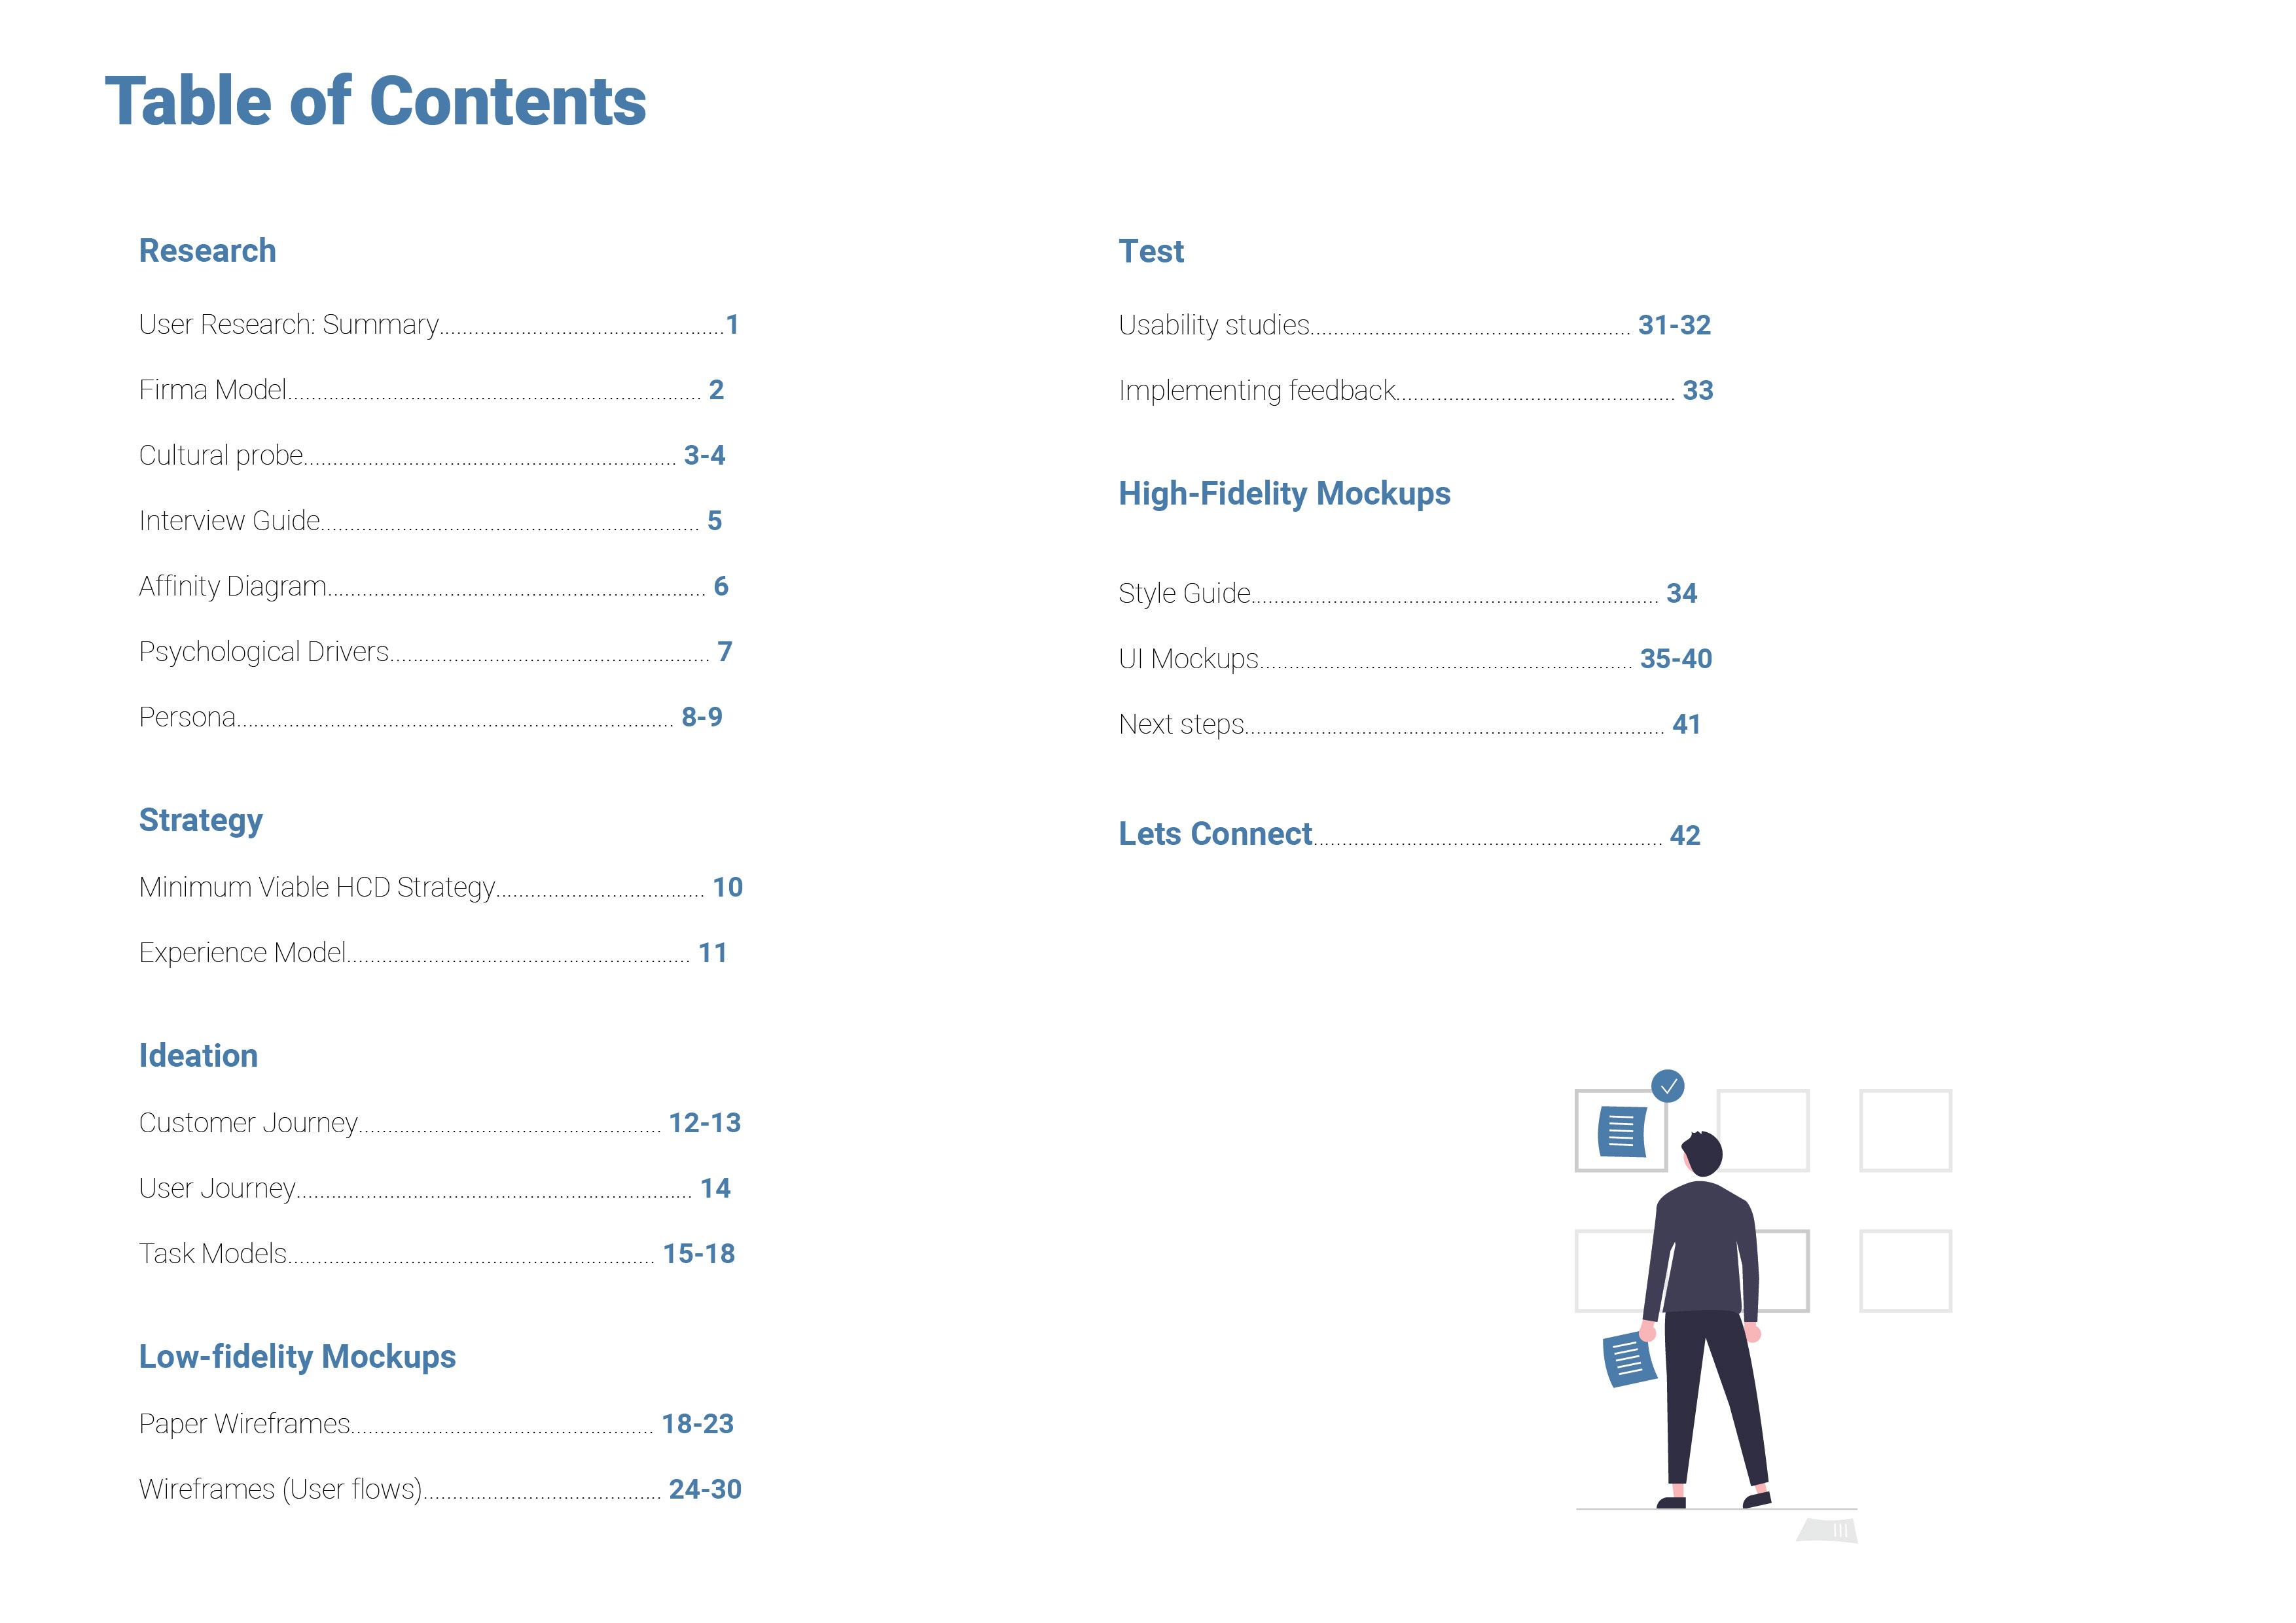 Table of Contents
Research
User Research: Summary.................................................1
Firma Model........................................................................... 2
Cultural probe................................................................ 3-4
Interview Guide................................................................. 5
Affinity Diagram................................................................. 6
Psychological Drivers....................................................... 7
Persona........................................................................... 8-9
Strategy
Minimum Viable HCD Strategy.................................... 10
Experience Model........................................................... 11
Ideation
Customer Journey.................................................... 12-13
User Journey.................................................................... 14
Task Models............................................................... 15-18
Low-fidelity Mockups
Paper Wireframes.................................................... 18-23
Wireframes (User flows)......................................... 24-30
Test
Usability studies....................................................... 31-32
Implementing feedback................................................ 33
High-Fidelity Mockups
Style Guide...................................................................... 34
UI Mockups................................................................ 35-40
Next steps........................................................................ 41
Lets Connect............................................................ 42